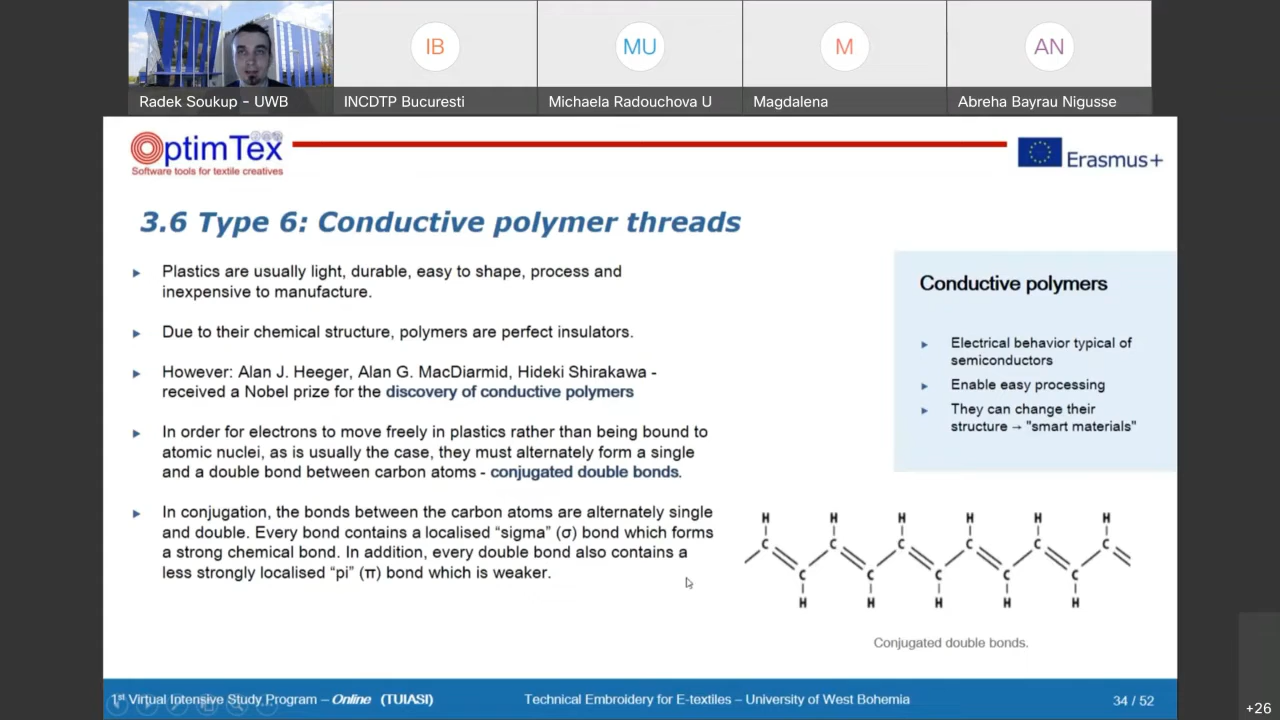 IB
MU
M
AN
Radek Soukup - UWB
INCDTP Bucuresti
Michaela Radouchova U
Magdalena
Abreha Bayrau Nigusse
OptimTex
Software tools for textile creatives
Erasmus+
3.6 Type 6: Conductive polymer threads
Plastics are usually light, durable, easy to shape, process and
inexpensive to manufacture.
Due to their chemical structure, polymers are perfect insulators.
However: Alan J. Heeger, Alan G. MacDiarmid, Hideki Shirakawa -
received a Nobel prize for the discovery of conductive polymers
In order for electrons to move freely in plastics rather than being bound to
atomic nuclei, as is usually the case, they must alternately form a single
and a double bond between carbon atoms - conjugated double bonds.
In conjugation, the bonds between the carbon atoms are alternately single
and double. Every bond contains a localised “sigma” (σ) bond which forms
a strong chemical bond. In addition, every double bond also contains a
less strongly localised “pi” (π) bond which is weaker.
Conductive polymers
Electrical behavior typical of
semiconductors
Enable easy processing
They can change their
structure → "smart materials"
H H H H H H
C C C C C C
C C C C C
H H H H H
Conjugated double bonds.
1st Virtual Intensive Study Program – Online (TUIASI)
Technical Embroidery for E-textiles – University of West Bohemia
34 / 52
+26